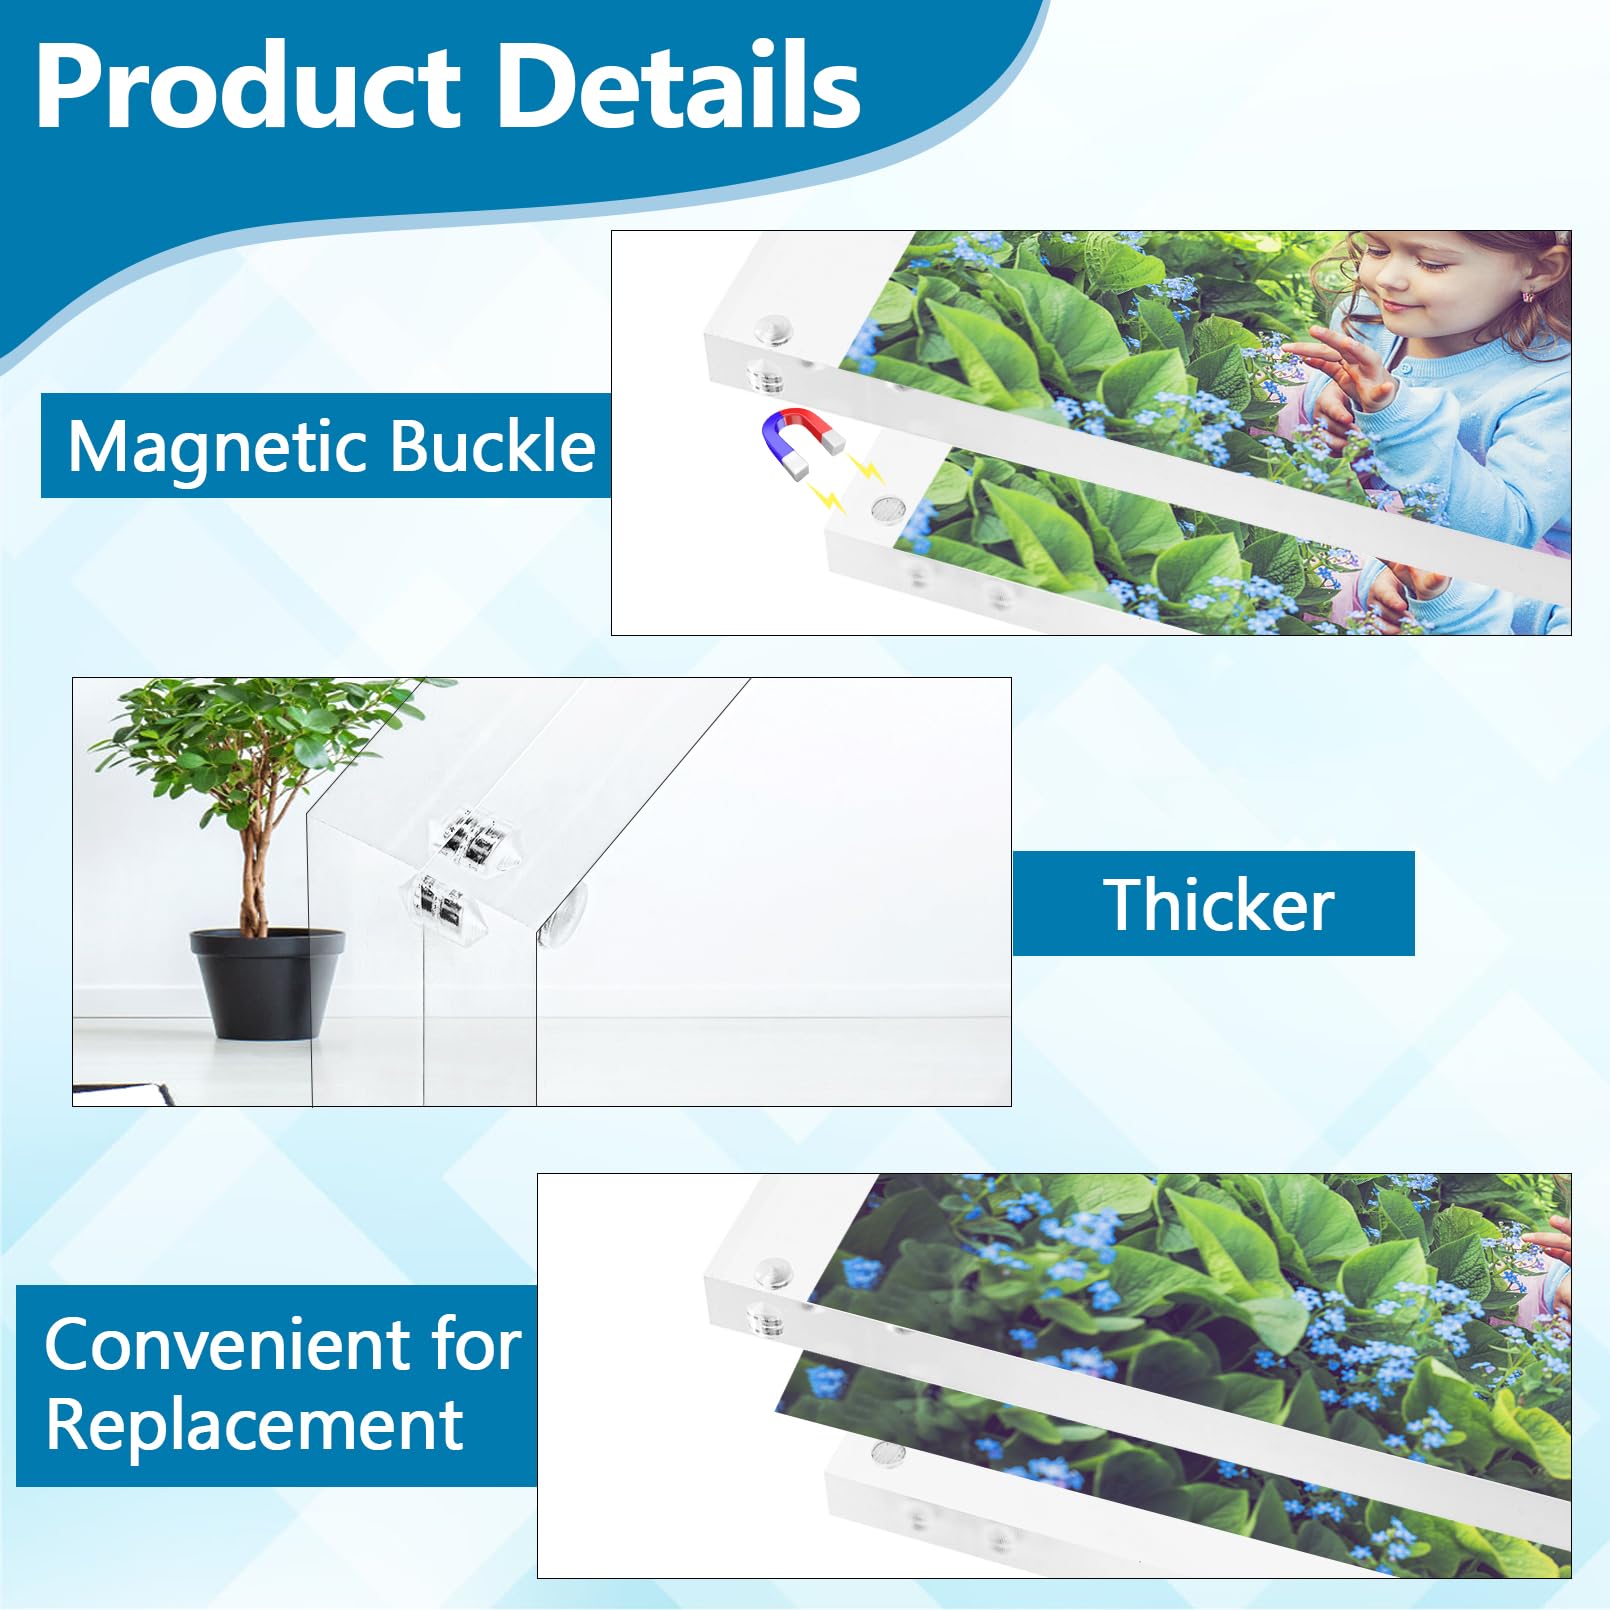 Product Details
Magnetic Buckle
Thicker
Convenient for
Replacement